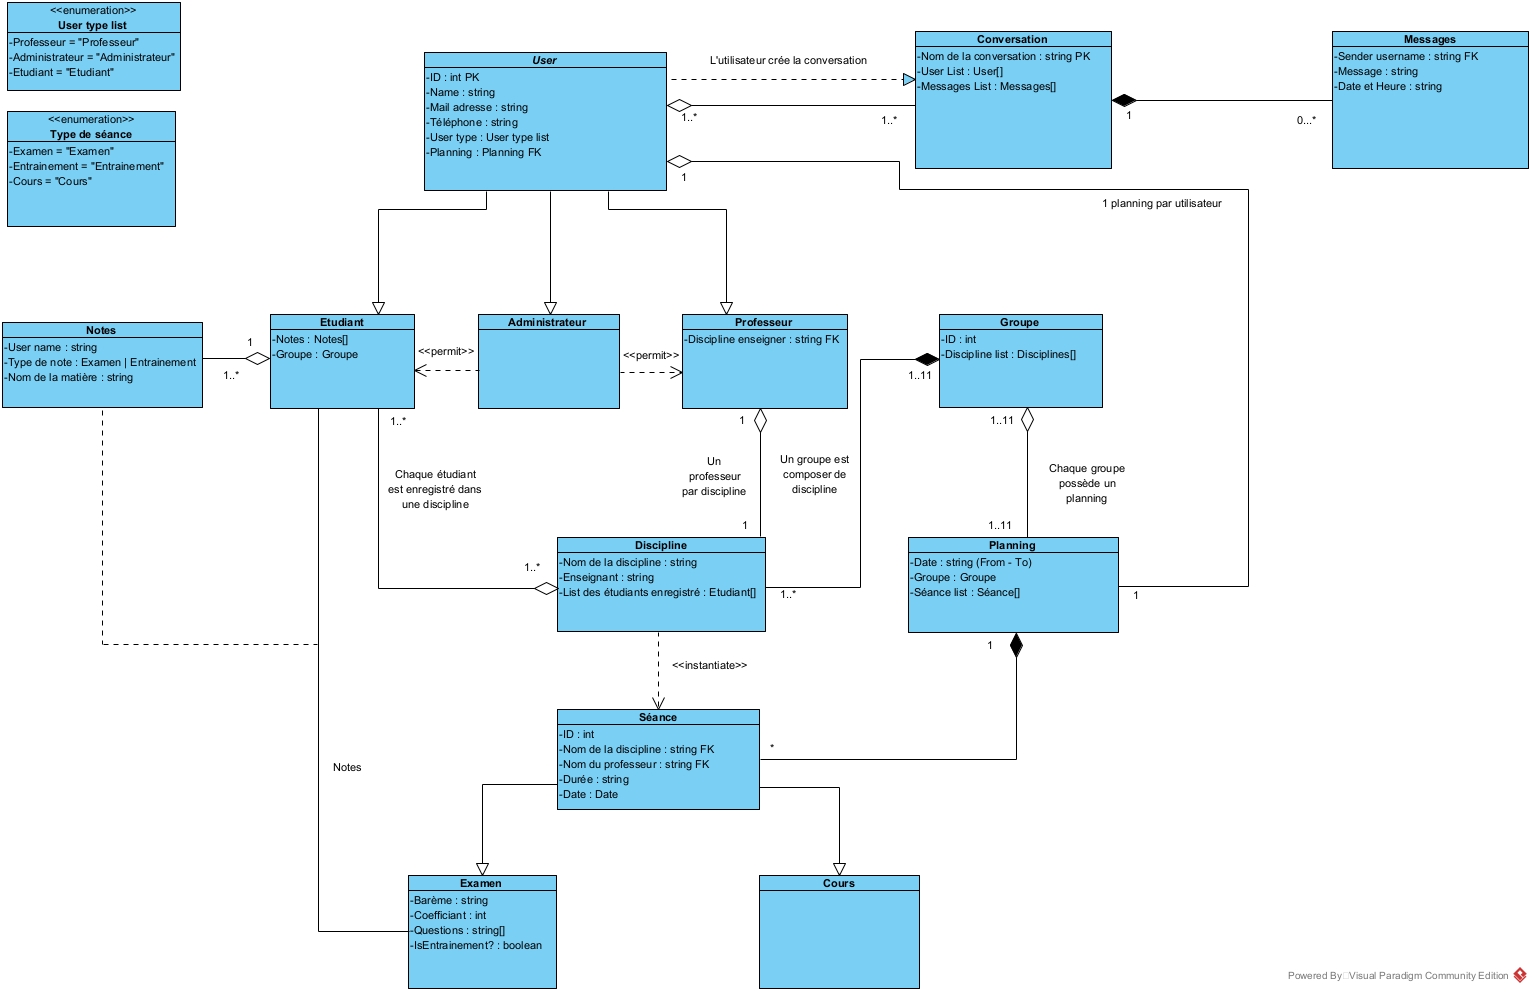 <<enumeration>>
User type list
-Professeur = "Professeur"
-Administrateur = "Administrateur"
-Etudiant = "Etudiant"
<<enumeration>>
Type de séance
-Examen = "Examen"
-Entrainement = "Entrainement"
-Cours = "Cours"
User
-ID : int PK
-Name : string
-Mail adresse : string
-Téléphone : string
-User type : User type list
-Planning : Planning FK
L'utilisateur crée la conversation
1..*
1..*
1
Conversation
-Nom de la conversation : string PK
-User List : User[]
-Messages List : Messages[]
1
0...*
Messages
-Sender username : string FK
-Message : string
-Date et Heure : string
1 planning par utilisateur
Notes
-User name : string
-Type de note : Examen | Entrainement
-Nom de la matière : string
1
1..*
Etudiant
-Notes : Notes[]
-Groupe : Groupe
<<permit>>
Administrateur
<<permit>>
Professeur
-Discipline enseigner : string FK
Groupe
-ID : int
-Discipline list : Disciplines[]
1..11
1..*
1
1..11
Chaque étudiant
est enregistré dans
une discipline
Un
professeur
par discipline
Un groupe est
composer de
discipline
Chaque groupe
possède un
planning
1
1..11
1..*
Discipline
-Nom de la discipline : string
-Enseignant : string
-List des étudiants enregistré : Etudiant[]
1..*
Planning
-Date : string (From - To)
-Groupe : Groupe
-Séance list : Séance[]
1
1
<<instantiate>>
Séance
-ID : int
-Nom de la discipline : string FK
-Nom du professeur : string FK
-Durée : string
-Date : Date
*
Notes
Examen
-Barème : string
-Coefficiant : int
-Questions : string[]
-IsEntrainement? : boolean
Cours
Powered By Visual Paradigm Community Edition